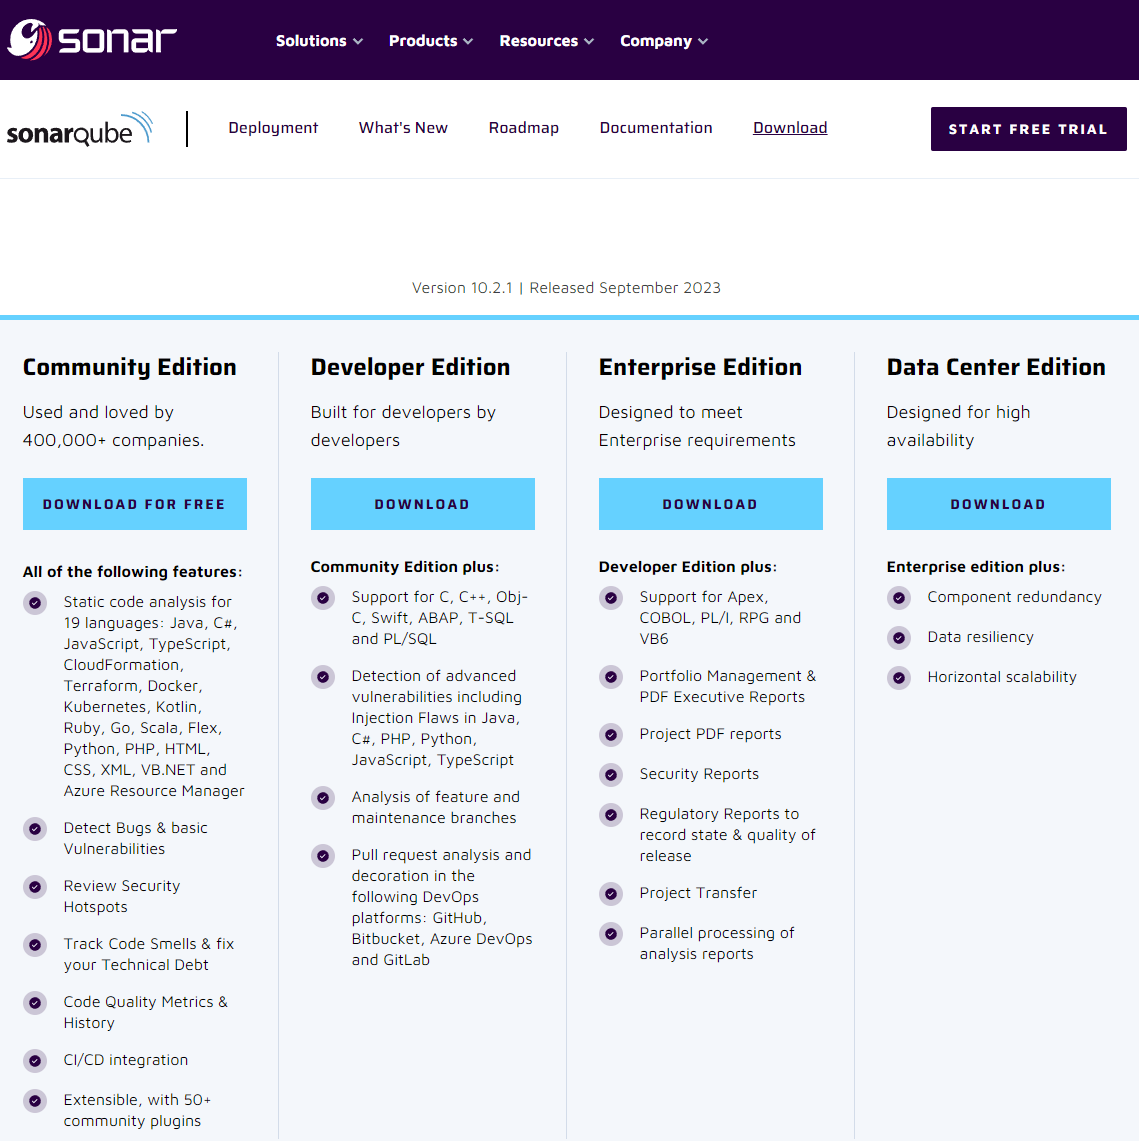 sonar
Solutions
Products
Resources
Company
sonarqube
Deployment
What's New
Roadmap
Documentation
Download
START FREE TRIAL
Version 10.2.1 | Released September 2023
Community Edition
Used and loved by
400,000+ companies.
DOWNLOAD FOR FREE
All of the following features:
Static code analysis for
19 languages: Java, C#,
JavaScript, TypeScript,
CloudFormation,
Terraform, Docker,
Kubernetes, Kotlin,
Ruby, Go, Scala, Flex,
Python, PHP, HTML,
CSS, XML, VB.NET and
Azure Resource Manager
Detect Bugs & basic
Vulnerabilities
Review Security
Hotspots
Track Code Smells & fix
your Technical Debt
Code Quality Metrics &
History
CI/CD integration
Extensible, with 50+
community plugins
Developer Edition
Built for developers by
developers
DOWNLOAD
Community Edition plus:
Support for C, C++, Obj-
C, Swift, ABAP, T-SQL
and PL/SQL
Detection of advanced
vulnerabilities including
Injection Flaws in Java,
C#, PHP, Python,
JavaScript, TypeScript
Analysis of feature and
maintenance branches
Pull request analysis and
decoration in the
following DevOps
platforms: GitHub,
Bitbucket, Azure DevOps
and GitLab
Enterprise Edition
Designed to meet
Enterprise requirements
DOWNLOAD
Developer Edition plus:
Support for Apex,
COBOL, PL/I, RPG and
VB6
Portfolio Management &
PDF Executive Reports
Project PDF reports
Security Reports
Regulatory Reports to
record state & quality of
release
Project Transfer
Parallel processing of
analysis reports
Data Center Edition
Designed for high
availability
DOWNLOAD
Enterprise edition plus:
Component redundancy
Data resiliency
Horizontal scalability